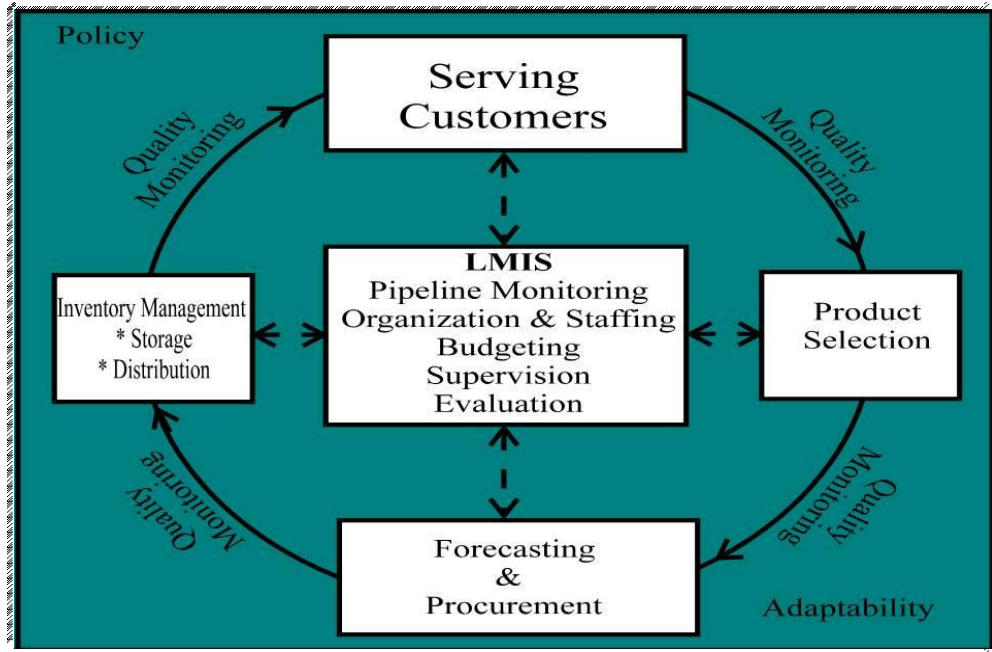 Policy
Serving
Customers
Quality
Monitoring
Quality
Monitoring
LMIS
Pipeline Monitoring
Organization & Staffing
Budgeting
Supervision
Evaluation
Inventory Management
* Storage
* Distribution
Product
Selection
Quality
Monitoring
Quality
Monitoring
Forecasting
&
Procurement
Adaptability